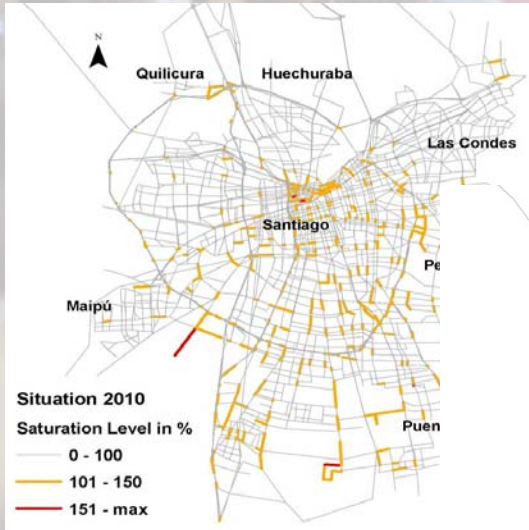 N
Quilicura
Huechuraba
Las Condes
Santiago
Pe
Maipú
Situation 2010
Saturation Level in %
0 - 100
Puen
101 - 150
151 - max